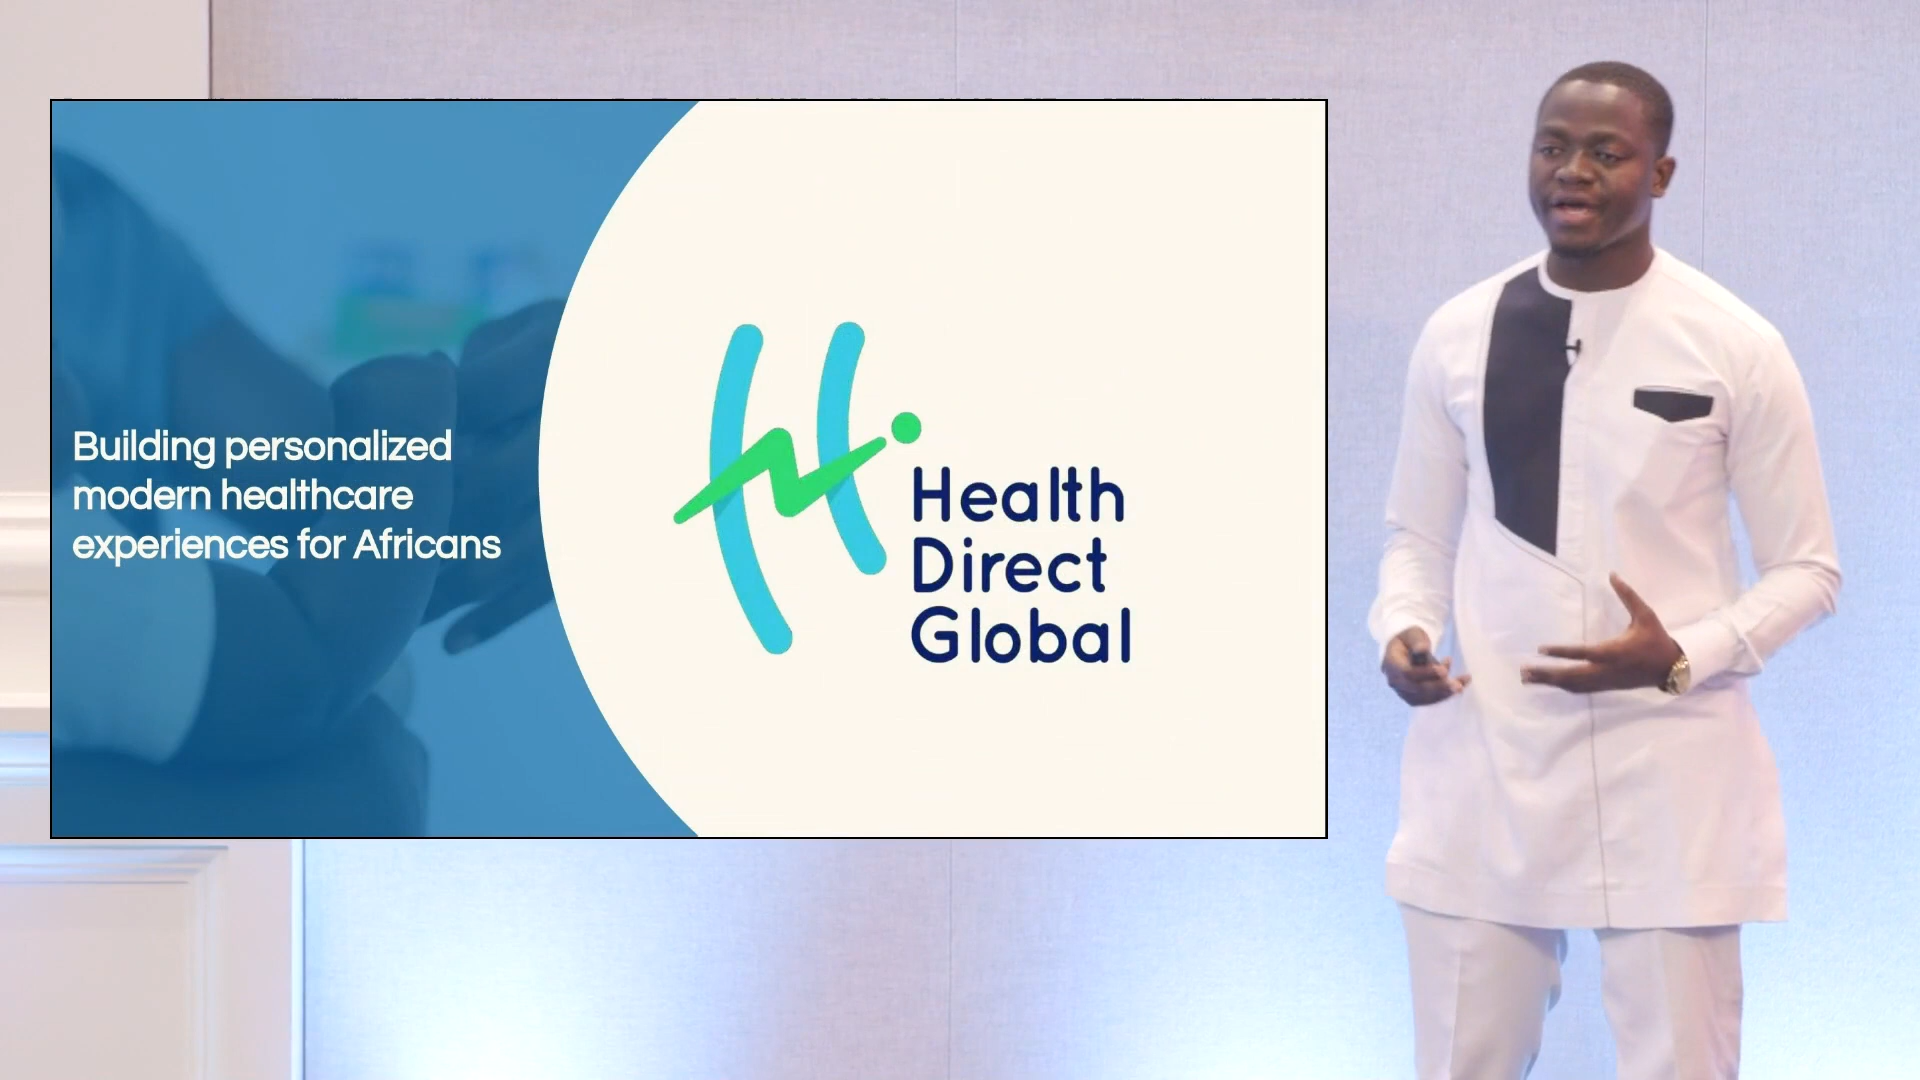 Building personalized
modern healthcare
experiences for Africans
Health
Direct
Global